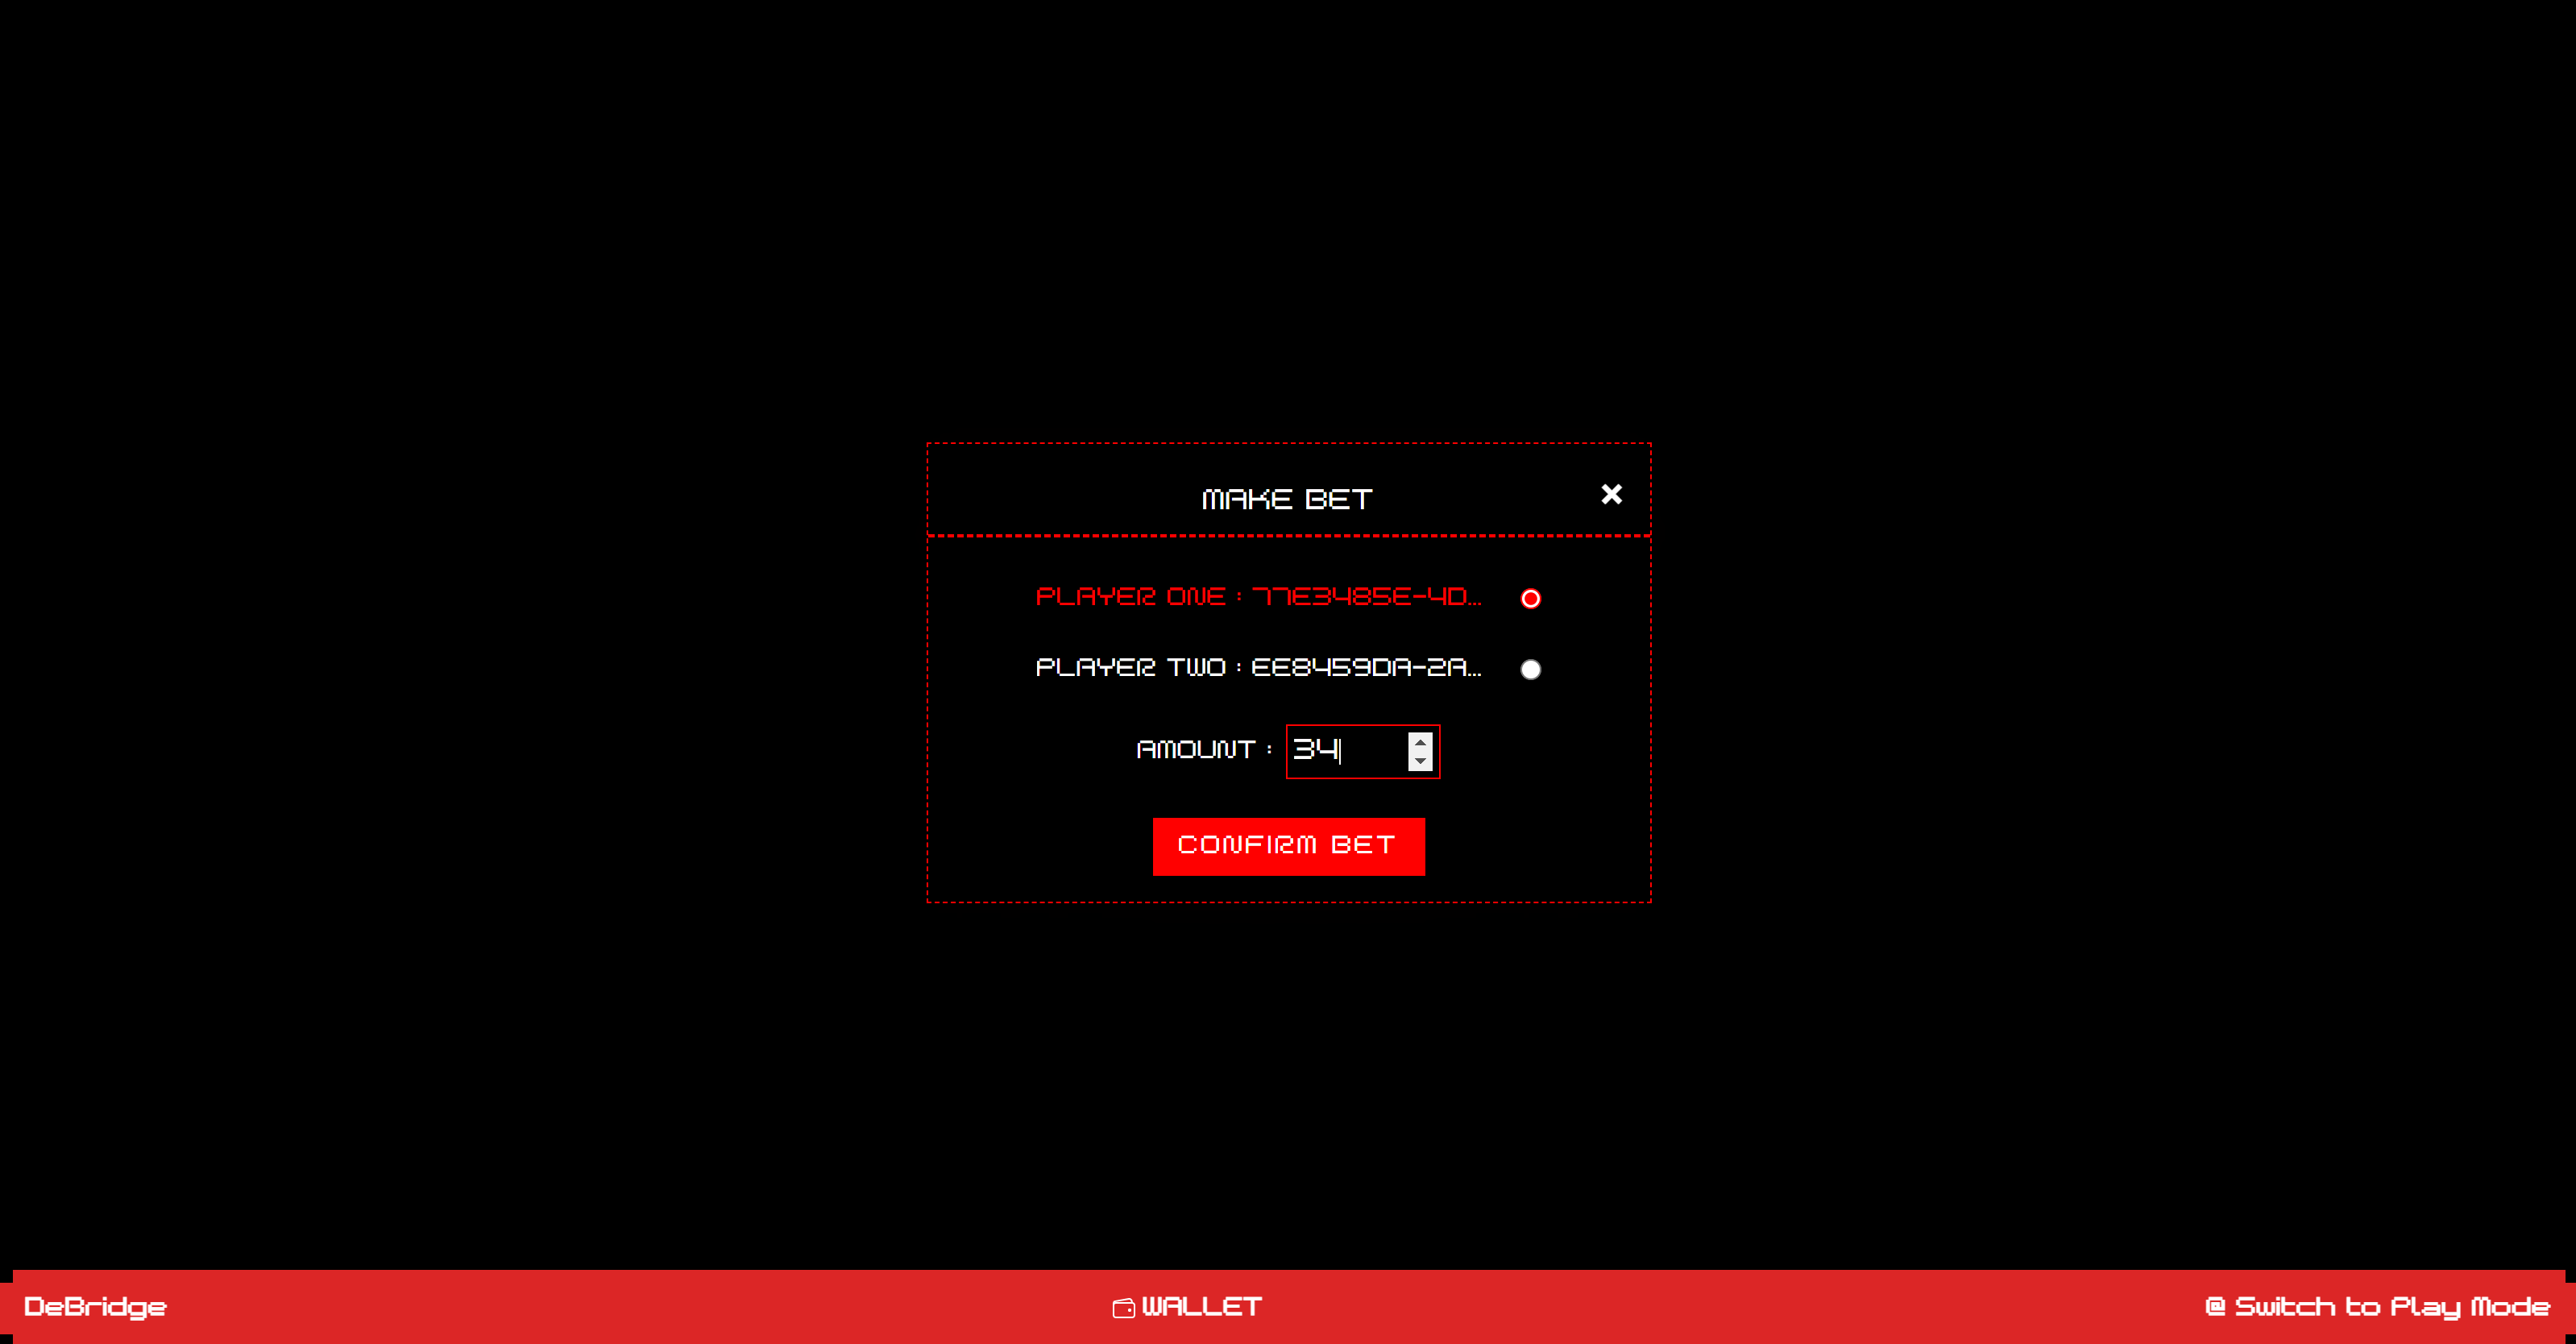 MAKE BET
PLAYER ONE : 77E3485E-4D...
PLAYER TWO : EE8459DA-2A...
AMOUNT : 34
CONFIRM BET
DeBridge
WALLET
@ Switch to Play Mode